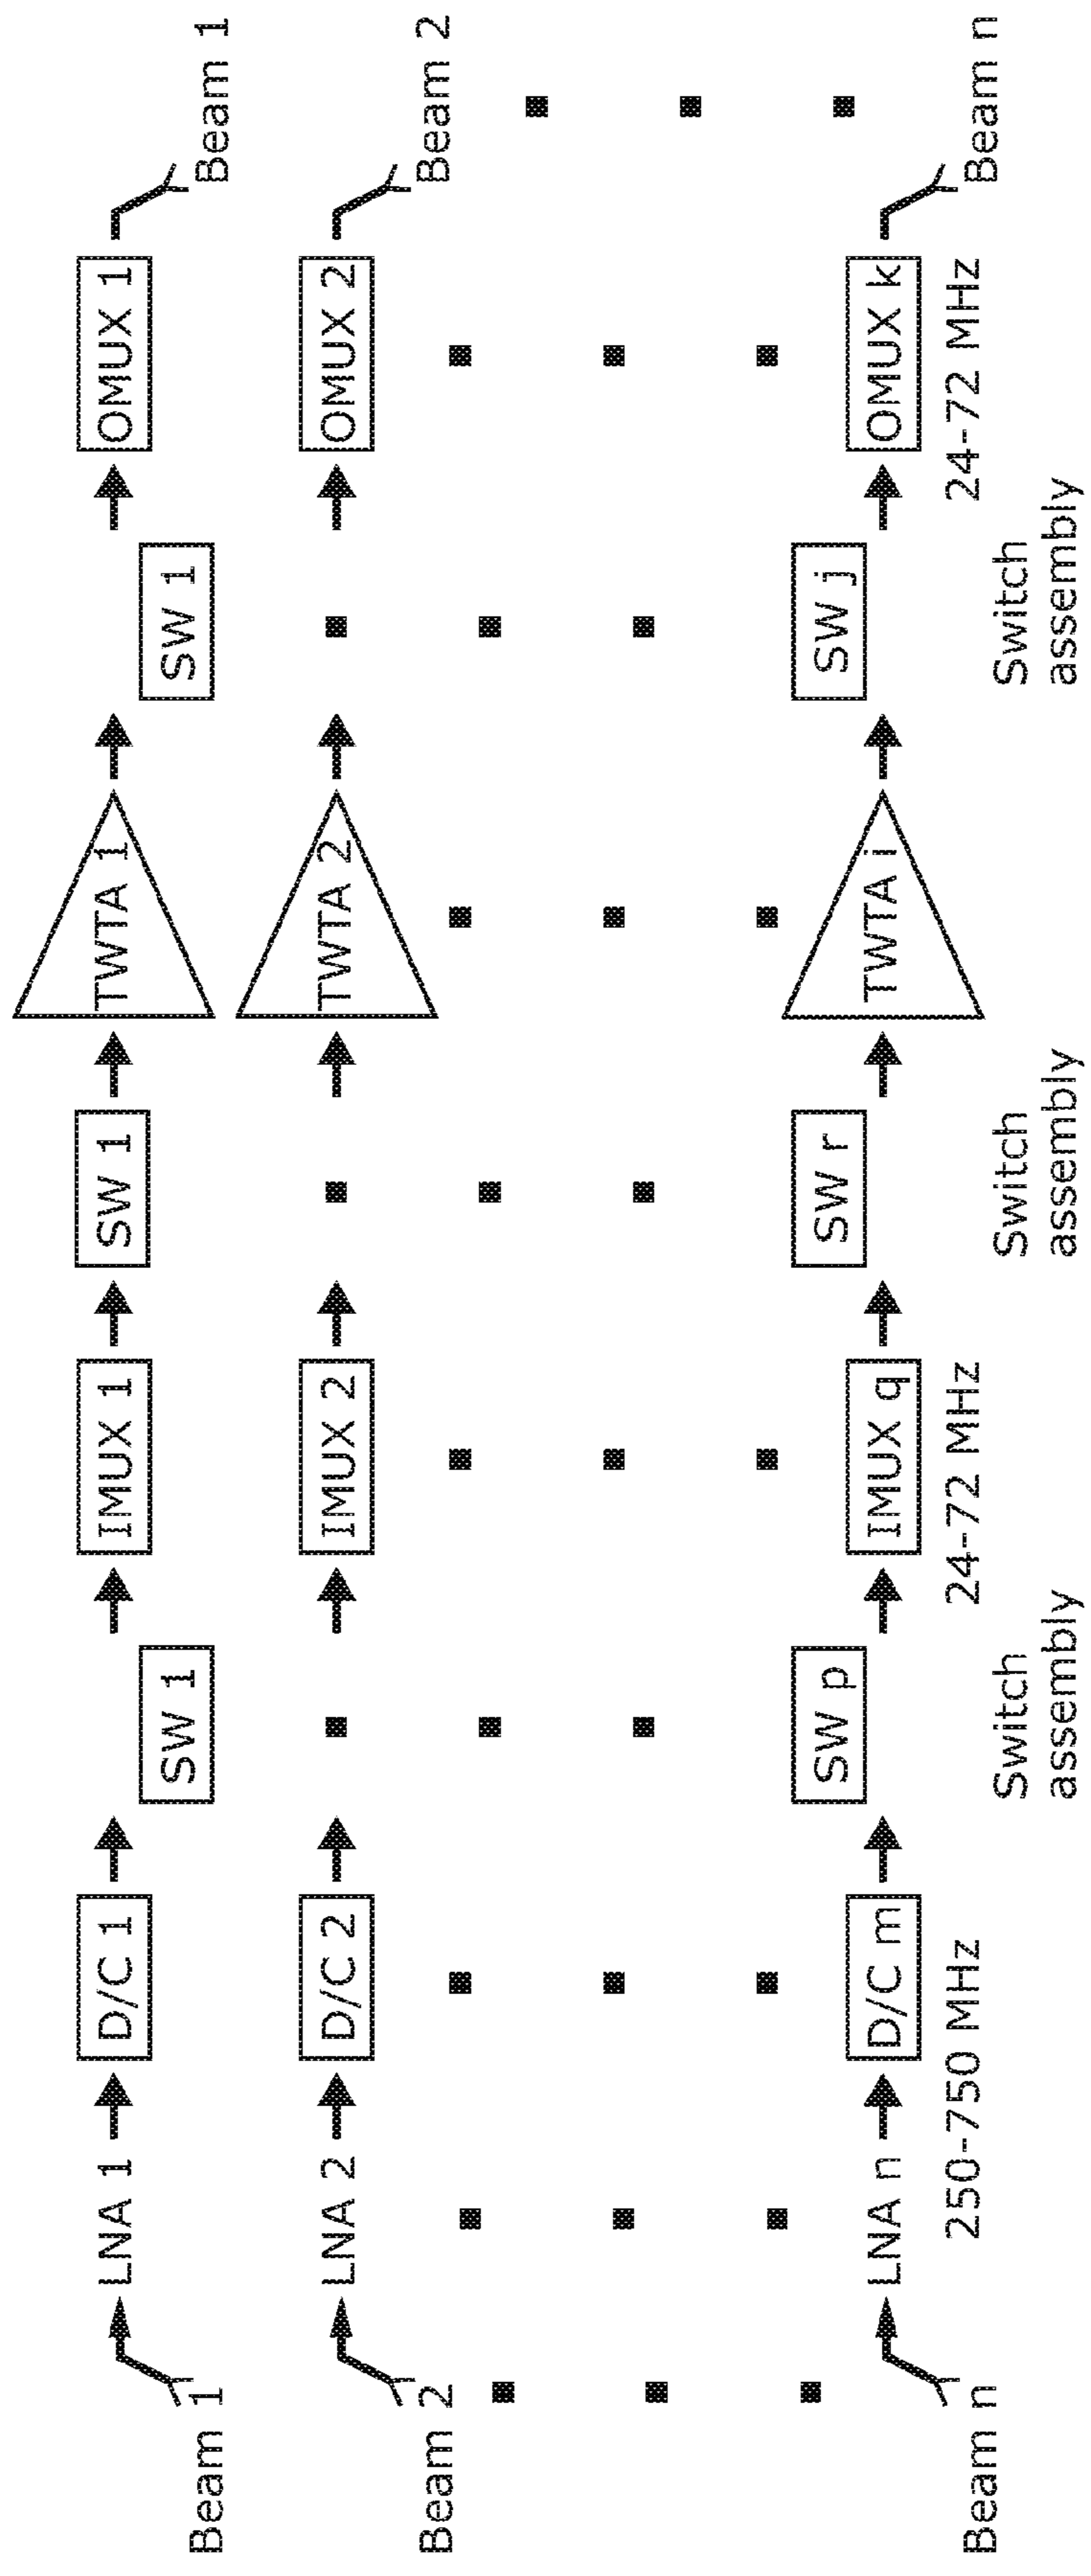 Beam 1
LNA 1
D/C 1
SW 1
IMUX 1
SW 1
TWTA 1
SW 1
OMUX 1
Beam 1
Beam 2
LNA 2
D/C 2
IMUX 2
TWTA 2
OMUX 2
Beam 2
Beam n
LNA n
D/C m
SW p
IMUX q
SW r
TWTA i
SW j
OMUX k
Beam n
250-750 MHz
24-72 MHz
24-72 MHz
Switch
assembly
Switch
assembly
Switch
assembly